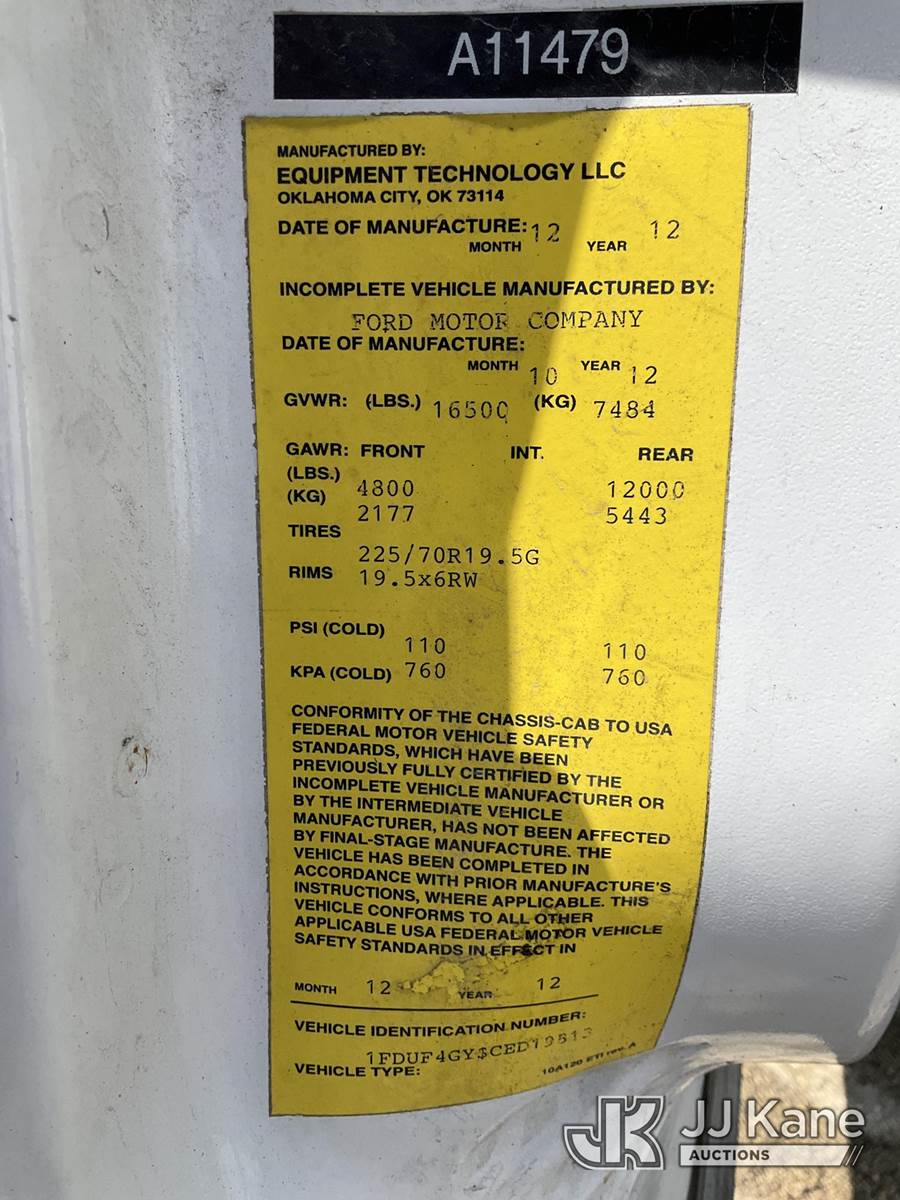 A11479
MANUFACTURED BY:
EQUIPMENT TECHNOLOGY LLC
OKLAHOMA CITY, OK 73114
DATE OF MANUFACTURE: 12 12
MONTH YEAR
INCOMPLETE VEHICLE MANUFACTURED BY:
FORD MOTOR COMPANY
DATE OF MANUFACTURE:
MONTH 10 YEAR 12
GVWR: (LBS.) 16500 (KG) 7484
GAWR: FRONT INT. REAR
(LBS.) 4800 12000
(KG) 2177 5443
TIRES 225/70R19.5G
RIMS 19.5x6RW
PSI (COLD) 110 110
KPA (COLD) 760 760
CONFORMITY OF THE CHASSIS-CAB TO USA
FEDERAL MOTOR VEHICLE SAFETY
STANDARDS, WHICH HAVE BEEN
PREVIOUSLY FULLY CERTIFIED BY THE
INCOMPLETE VEHICLE MANUFACTURER OR
BY THE INTERMEDIATE VEHICLE
MANUFACTURER, HAS NOT BEEN AFFECTED
BY FINAL-STAGE MANUFACTURE. THE
VEHICLE HAS BEEN COMPLETED IN
ACCORDANCE WITH PRIOR MANUFACTURE'S
INSTRUCTIONS, WHERE APPLICABLE. THIS
VEHICLE CONFORMS TO ALL OTHER
APPLICABLE USA FEDERAL MOTOR VEHICLE
SAFETY STANDARDS IN EFFECT IN
MONTH 12 YEAR 12
VEHICLE IDENTIFICATION NUMBER:
VEHICLE TYPE: 10A120 ETI rev. A
JK JJ Kane
AUCTIONS